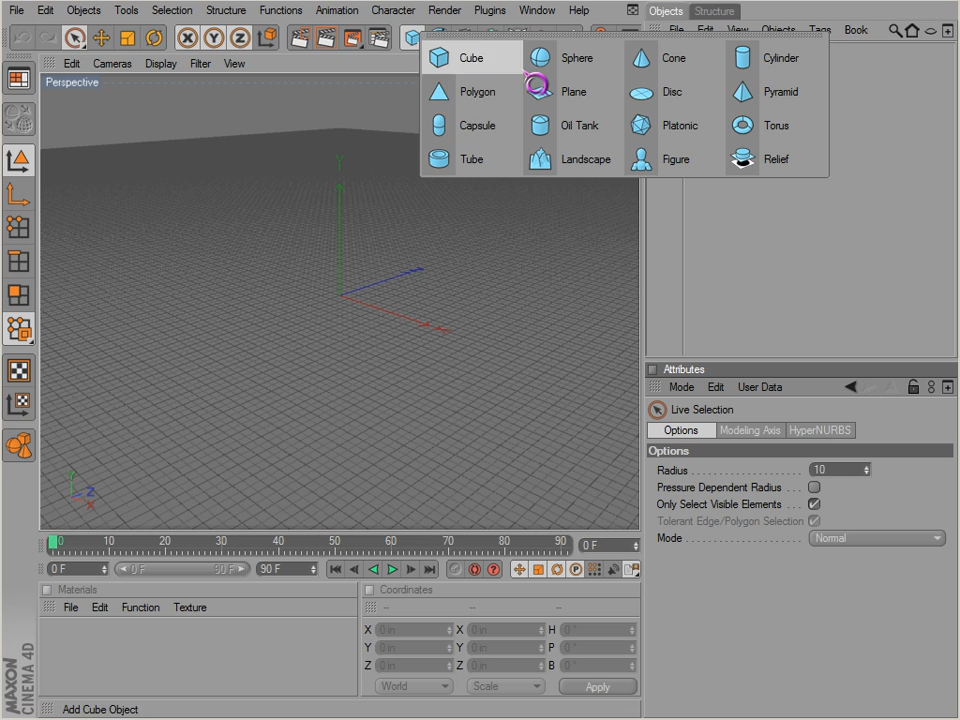 File Edit Objects Tools Selection Structure Functions Animation Character Render Plugins Window Help
Objects Structure
File Edit View Objects Tags Book
X Y Z
Edit Cameras Display Filter View
Perspective
Cube Sphere Cone Cylinder
Polygon Plane Disc Pyramid
Capsule Oil Tank Platonic Torus
Tube Landscape Figure Relief
Y
Y
Z
X
Attributes
Mode Edit User Data
Live Selection
Options Modeling Axis HyperNURBS
Options
Radius 10
Pressure Dependent Radius
Only Select Visible Elements
Tolerant Edge/Polygon Selection
Mode Normal
0 10 20 30 40 50 60 70 80 90 0 F
0 F 0 F 90 F 90 F
Materials
File Edit Function Texture
Coordinates
-- -- --
X 0 in X 0 in H 0 °
Y 0 in Y 0 in P 0 °
Z 0 in Z 0 in B 0 °
World Scale Apply
MAXON
CINEMA 4D
Add Cube Object